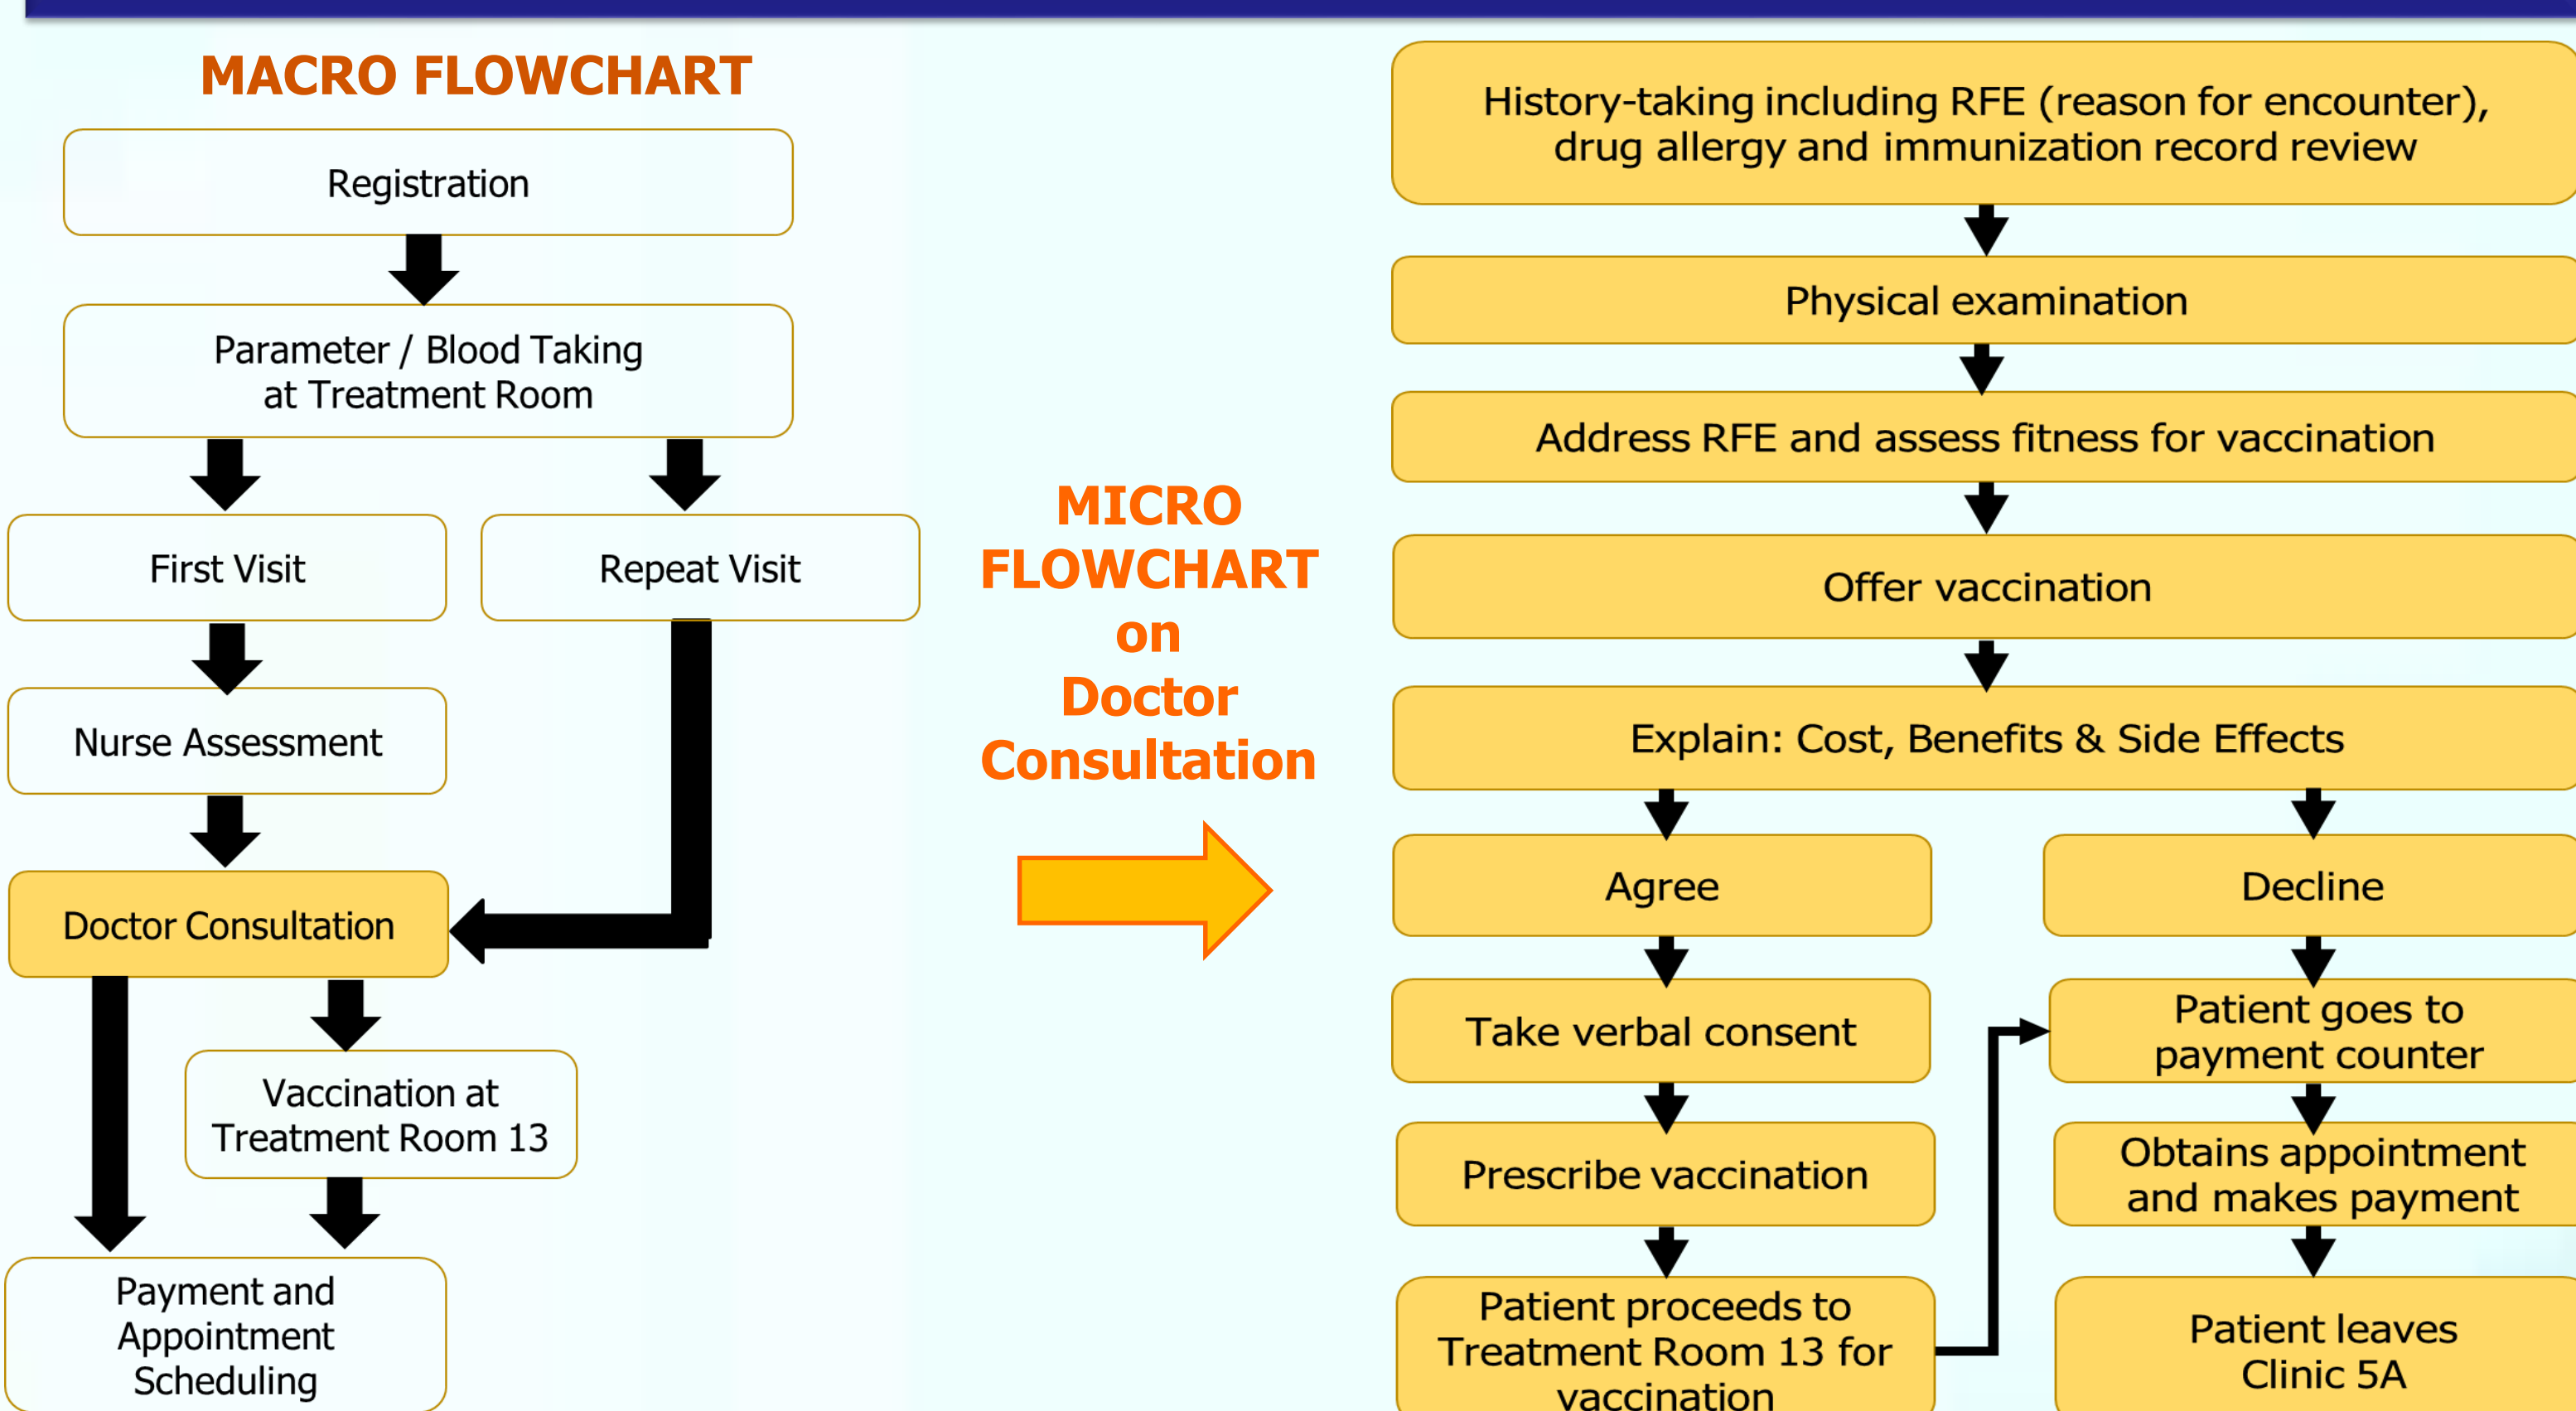 MACRO FLOWCHART
Registration
Parameter / Blood Taking
at Treatment Room
First Visit
Repeat Visit
Nurse Assessment
Doctor Consultation
Vaccination at
Treatment Room 13
Payment and
Appointment
Scheduling
MICRO
FLOWCHART
on
Doctor
Consultation
History-taking including RFE (reason for encounter),
drug allergy and immunization record review
Physical examination
Address RFE and assess fitness for vaccination
Offer vaccination
Explain: Cost, Benefits & Side Effects
Agree
Decline
Take verbal consent
Patient goes to
payment counter
Prescribe vaccination
Obtains appointment
and makes payment
Patient proceeds to
Treatment Room 13 for
vaccination
Patient leaves
Clinic 5A